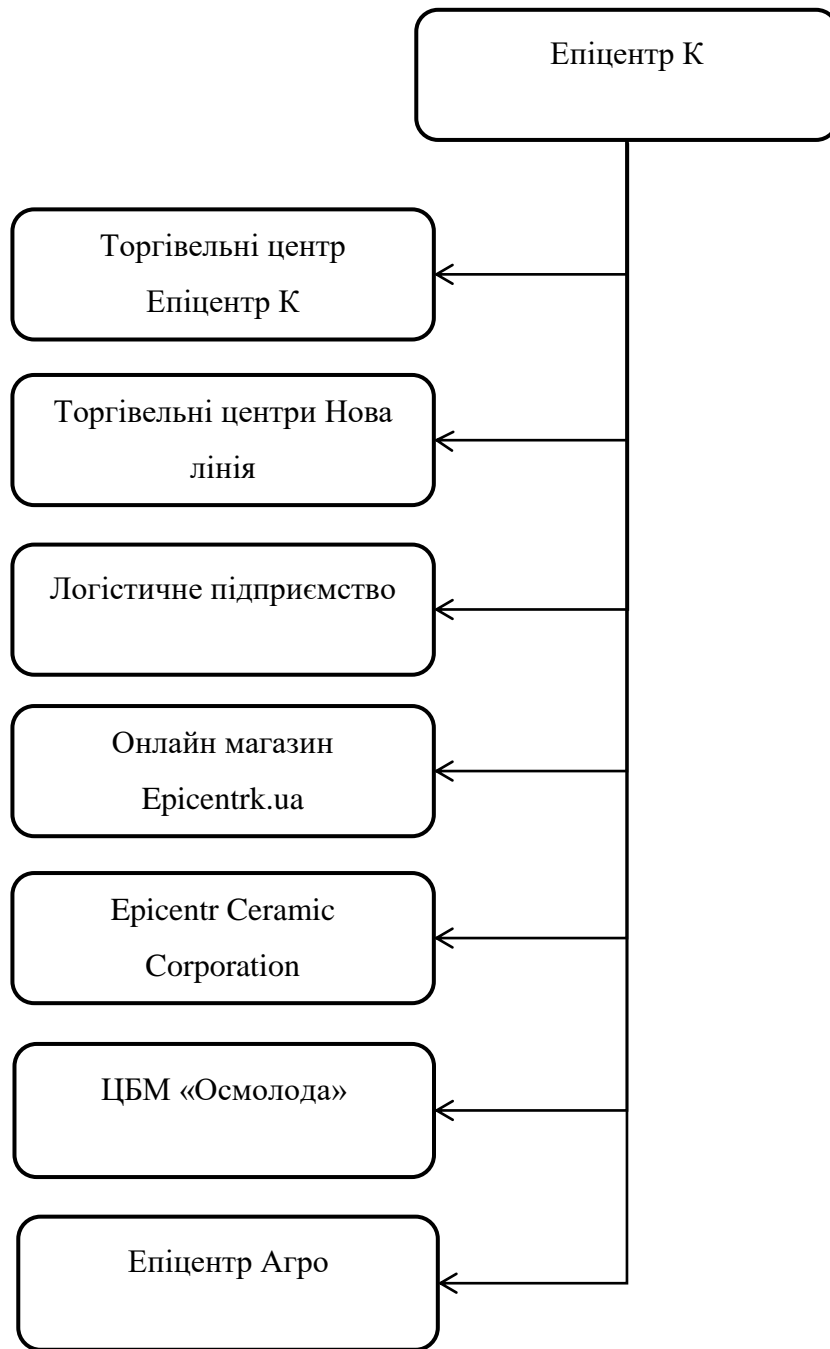 Епіцентр К
Торгівельні центр
Епіцентр К
Торгівельні центри Нова
лінія
Логістичне підприємство
Онлайн магазин
Epicentrk.ua
Epicentr Ceramic
Corporation
ЦБМ «Осмолода»
Епіцентр Агро